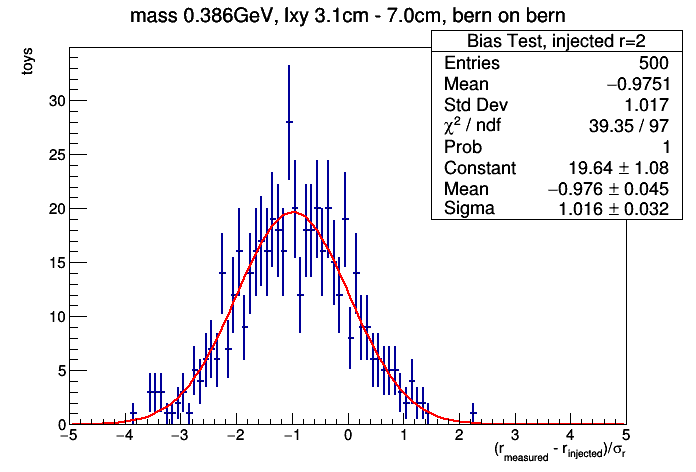 mass 0.386GeV, lxy 3.1cm - 7.0cm, bern on bern
toys
Bias Test, injected r=2
Entries 500
Mean −0.9751
Std Dev 1.017
χ² / ndf 39.35 / 97
Prob 1
Constant 19.64 ± 1.08
Mean −0.976 ± 0.045
Sigma 1.016 ± 0.032
30
25
20
15
10
5
0
−5 −4 −3 −2 −1 0 1 2 3 4 5
(r_measured - r_injected)/σ_r